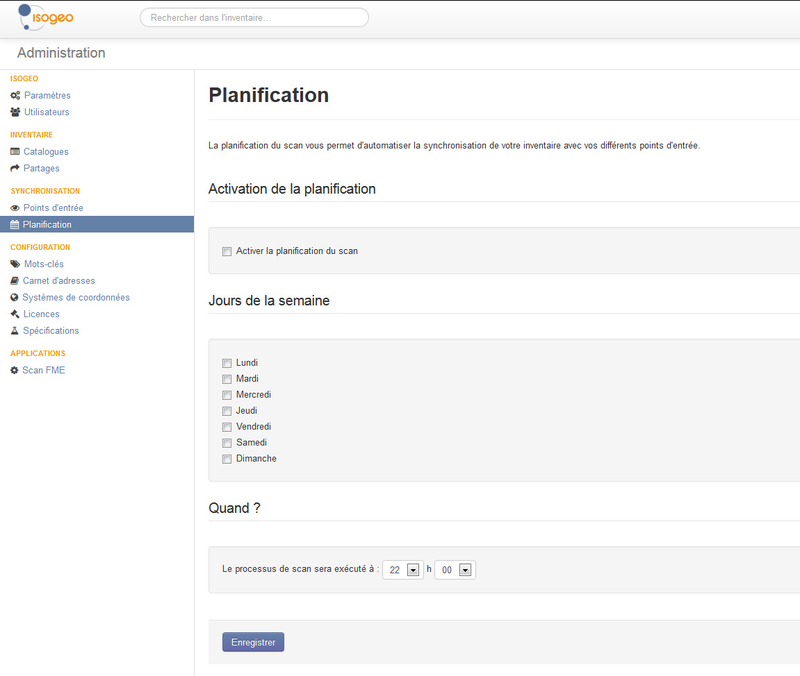 isogeo
Rechercher dans l'inventaire…
Administration
ISOGEO
Paramètres
Utilisateurs
INVENTAIRE
Catalogues
Partages
SYNCHRONISATION
Points d'entrée
Planification
CONFIGURATION
Mots-clés
Carnet d'adresses
Systèmes de coordonnées
Licences
Spécifications
APPLICATIONS
Scan FME
Planification
La planification du scan vous permet d'automatiser la synchronisation de votre inventaire avec vos différents points d'entrée.
Activation de la planification
Activer la planification du scan
Jours de la semaine
Lundi
Mardi
Mercredi
Jeudi
Vendredi
Samedi
Dimanche
Quand ?
Le processus de scan sera exécuté à : 22 h 00
Enregistrer